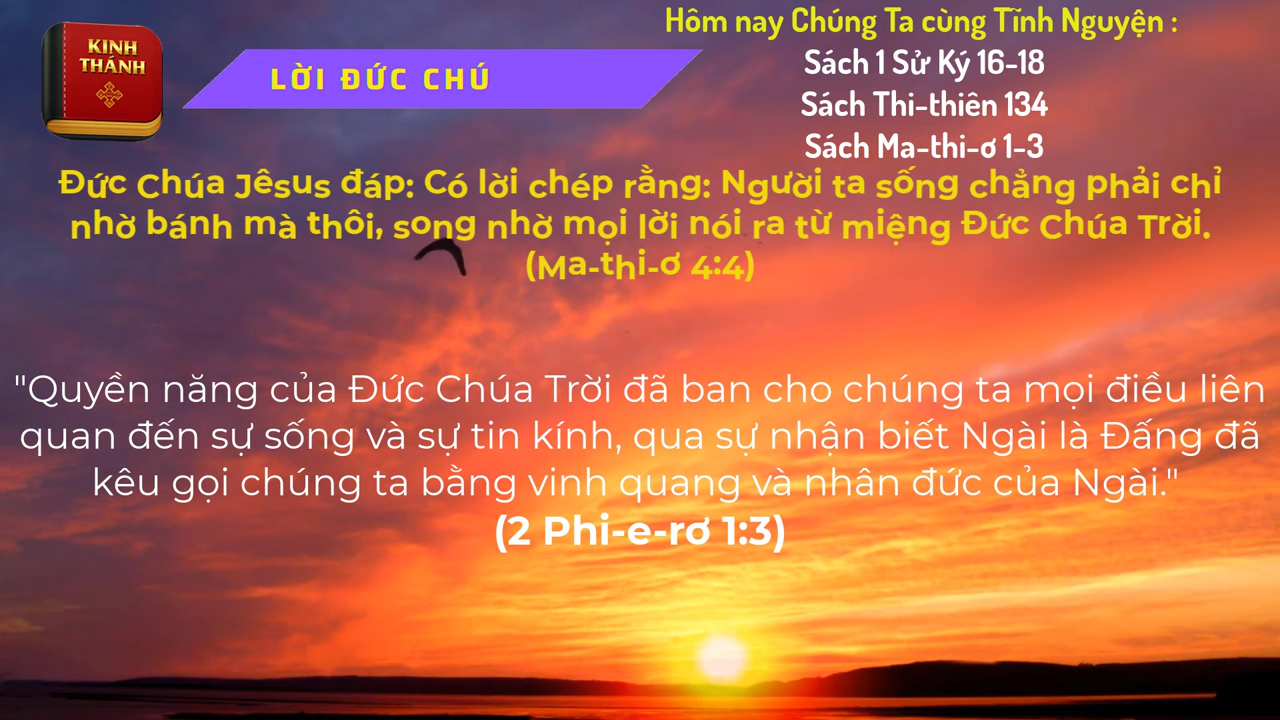 KINH
THÁNH
LỜI ĐỨC CHÚ
Hôm nay Chúng Ta cùng Tĩnh Nguyện :
Sách 1 Sử Ký 16-18
Sách Thi-thiên 134
Sách Ma-thi-ơ 1-3
Đức Chúa Jêsus đáp: Có lời chép rằng: Người ta sống chẳng phải chỉ
nhờ bánh mà thôi, song nhờ mọi lời nói ra từ miệng Đức Chúa Trời.
(Ma-thi-ơ 4:4)
"Quyền năng của Đức Chúa Trời đã ban cho chúng ta mọi điều liên
quan đến sự sống và sự tin kính, qua sự nhận biết Ngài là Đấng đã
kêu gọi chúng ta bằng vinh quang và nhân đức của Ngài."
(2 Phi-e-rơ 1:3)